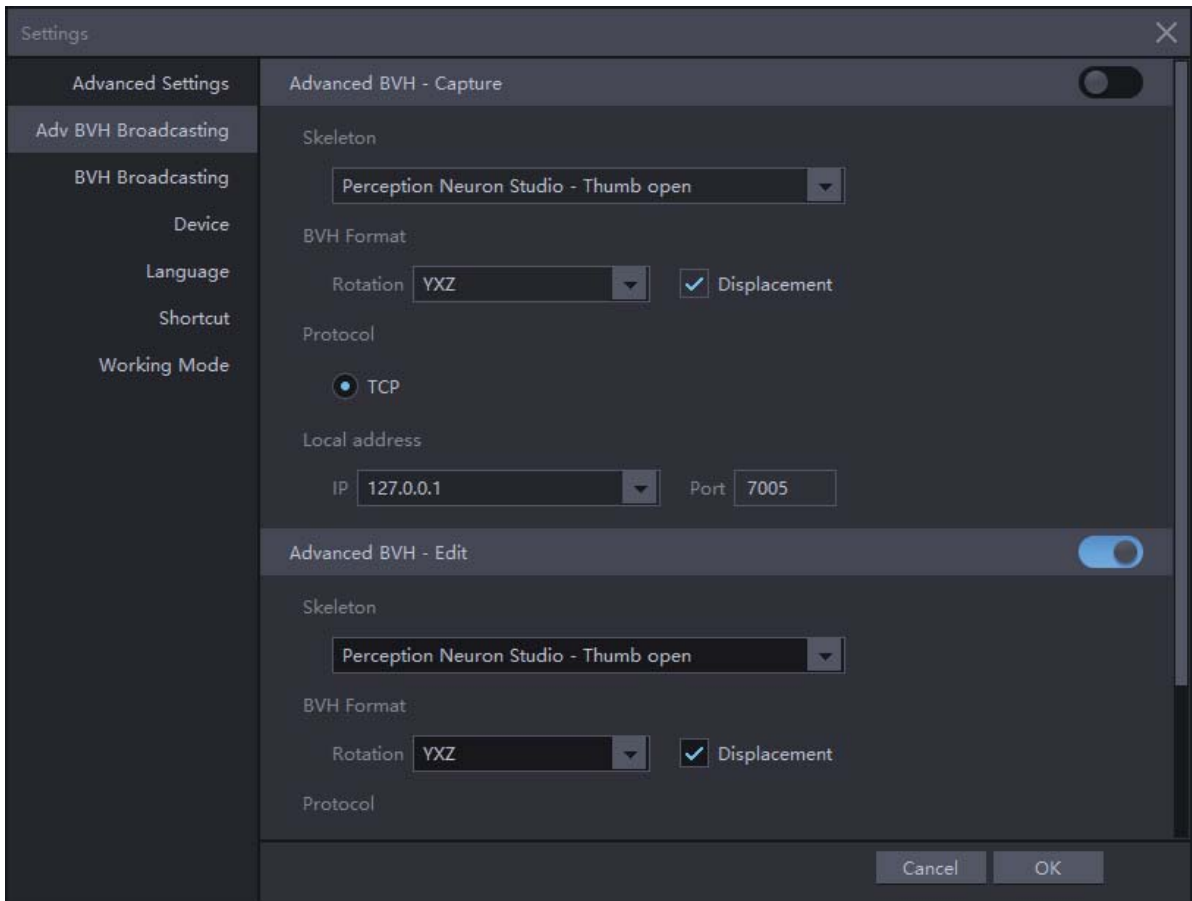 Settings
Advanced Settings
Adv BVH Broadcasting
BVH Broadcasting
Device
Language
Shortcut
Working Mode
Advanced BVH - Capture
Skeleton
Perception Neuron Studio - Thumb open
BVH Format
Rotation YXZ Displacement
Protocol
TCP
Local address
IP 127.0.0.1 Port 7005
Advanced BVH - Edit
Skeleton
Perception Neuron Studio - Thumb open
BVH Format
Rotation YXZ Displacement
Protocol
Cancel OK